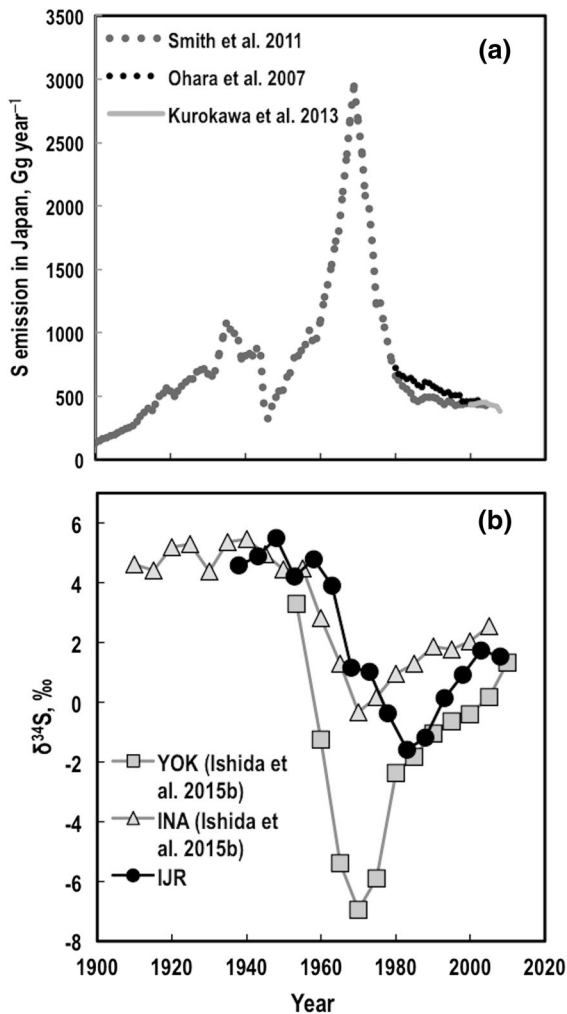 3500
3000
2500
2000
1500
1000
500
0
S emission in Japan, Gg year⁻¹
Smith et al. 2011
Ohara et al. 2007
Kurokawa et al. 2013
(a)
6
4
2
0
-2
-4
-6
-8
δ³⁴S, ‰
(b)
YOK (Ishida et
al. 2015b)
INA (Ishida et
al. 2015b)
IJR
1900
1920
1940
1960
1980
2000
2020
Year